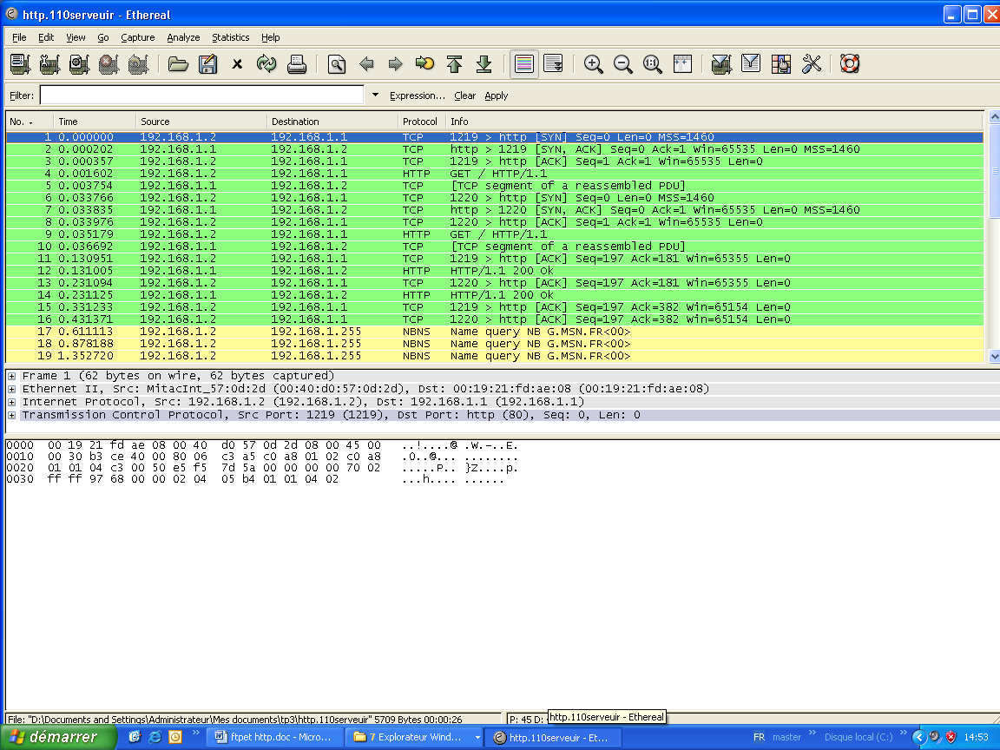 http.110serveuir - Ethereal
File Edit View Go Capture Analyze Statistics Help
Filter: Expression... Clear Apply
No. Time Source Destination Protocol Info
1 0.000000 192.168.1.2 192.168.1.1 TCP 1219 > http [SYN] Seq=0 Len=0 MSS=1460
2 0.000202 192.168.1.1 192.168.1.2 TCP http > 1219 [SYN, ACK] Seq=0 Ack=1 Win=65535 Len=0 MSS=1460
3 0.000357 192.168.1.2 192.168.1.1 TCP 1219 > http [ACK] Seq=1 Ack=1 Win=65535 Len=0
4 0.001602 192.168.1.2 192.168.1.1 HTTP GET / HTTP/1.1
5 0.003754 192.168.1.1 192.168.1.2 TCP [TCP segment of a reassembled PDU]
6 0.033766 192.168.1.2 192.168.1.1 TCP 1220 > http [SYN] Seq=0 Len=0 MSS=1460
7 0.033835 192.168.1.1 192.168.1.2 TCP http > 1220 [SYN, ACK] Seq=0 Ack=1 Win=65535 Len=0 MSS=1460
8 0.033976 192.168.1.2 192.168.1.1 TCP 1220 > http [ACK] Seq=1 Ack=1 Win=65535 Len=0
9 0.035179 192.168.1.2 192.168.1.1 HTTP GET / HTTP/1.1
10 0.036692 192.168.1.1 192.168.1.2 TCP [TCP segment of a reassembled PDU]
11 0.130951 192.168.1.2 192.168.1.1 TCP 1219 > http [ACK] Seq=197 Ack=181 Win=65355 Len=0
12 0.131005 192.168.1.1 192.168.1.2 HTTP HTTP/1.1 200 Ok
13 0.231094 192.168.1.2 192.168.1.1 TCP 1220 > http [ACK] Seq=197 Ack=181 Win=65355 Len=0
14 0.231125 192.168.1.1 192.168.1.2 HTTP HTTP/1.1 200 Ok
15 0.331233 192.168.1.2 192.168.1.1 TCP 1219 > http [ACK] Seq=197 Ack=382 Win=65154 Len=0
16 0.431371 192.168.1.2 192.168.1.1 TCP 1220 > http [ACK] Seq=197 Ack=382 Win=65154 Len=0
17 0.611113 192.168.1.2 192.168.1.255 NBNS Name query NB G.MSN.FR<00>
18 0.878188 192.168.1.2 192.168.1.255 NBNS Name query NB G.MSN.FR<00>
19 1.352720 192.168.1.2 192.168.1.255 NBNS Name query NB G.MSN.FR<00>
Frame 1 (62 bytes on wire, 62 bytes captured)
Ethernet II, Src: MitacInt_57:0d:2d (00:40:d0:57:0d:2d), Dst: 00:19:21:fd:ae:08 (00:19:21:fd:ae:08)
Internet Protocol, Src: 192.168.1.2 (192.168.1.2), Dst: 192.168.1.1 (192.168.1.1)
Transmission Control Protocol, Src Port: 1219 (1219), Dst Port: http (80), Seq: 0, Len: 0
0000 00 19 21 fd ae 08 00 40 d0 57 0d 2d 08 00 45 00 ..!....@ .W.-..E.
0010 00 30 b3 ce 40 00 80 06 c3 a5 c0 a8 01 02 c0 a8 .0..@... ........
0020 01 01 04 c3 00 50 e5 f5 7d 5a 00 00 00 00 70 02 .....P.. }Z....p.
0030 ff ff 97 68 00 00 02 04 05 b4 01 01 04 02 ...h.... ......
File: "D:\Documents and Settings\Administrateur\Mes documents\tp3\http.110serveuir" 5709 Bytes 00:00:26 P: 45 D:
http.110serveuir - Ethereal
démarrer ftpet http.doc - Micro... 7 Explorateur Wind... http.110serveuir - Et... FR master Disque local (C:) 14:53